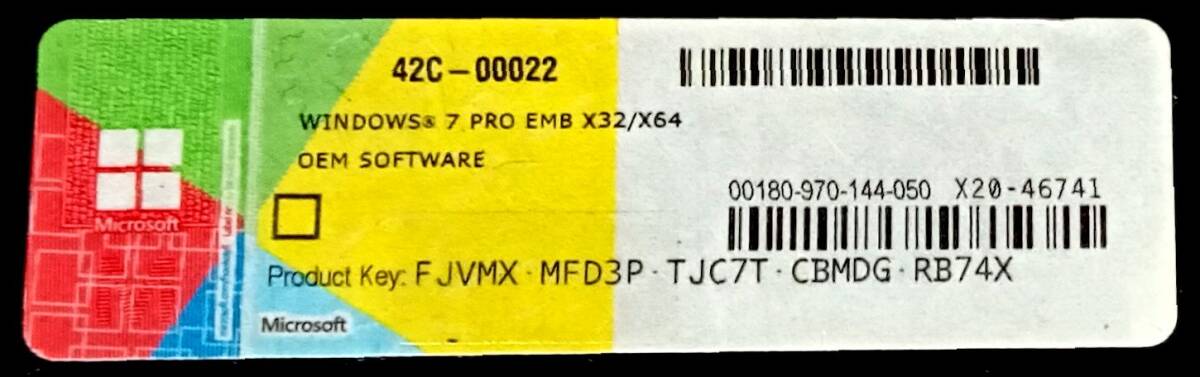 42C-00022
WINDOWS® 7 PRO EMB X32/X64
OEM SOFTWARE
00180-970-144-050 X20-46741
Microsoft
Product Key: FJVMX · MFD3P · TJC7T · CBMDG · RB74X
Microsoft